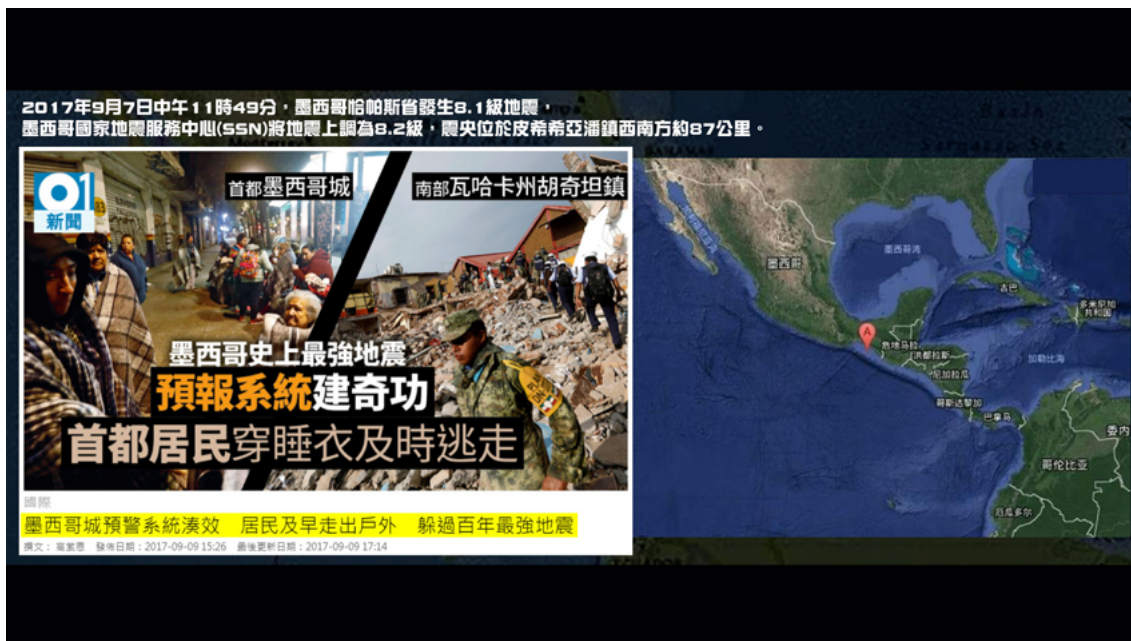 2017年9月7日中午11時49分，墨西哥恰帕斯省發生8.1級地震，
墨西哥國家地震服務中心(SSN)將地震上調為8.2級，震央位於皮希希亞潘鎮西南方約87公里。
01
新聞
首都墨西哥城
南部瓦哈卡州胡奇坦鎮
墨西哥史上最強地震
預報系統建奇功
首都居民穿睡衣及時逃走
國際
墨西哥城預警系統湊效 居民及早走出戶外 躲過百年最強地震
發佈日期：2017-09-09 15:26 最後更新日期：2017-09-09 17:14
墨西哥
墨西哥湾
古巴
多米尼加
共和国
A
危地马拉
洪都拉斯
加勒比海
尼加拉瓜
哥斯达黎加
巴拿马
委内
哥伦比亚
厄瓜多尔